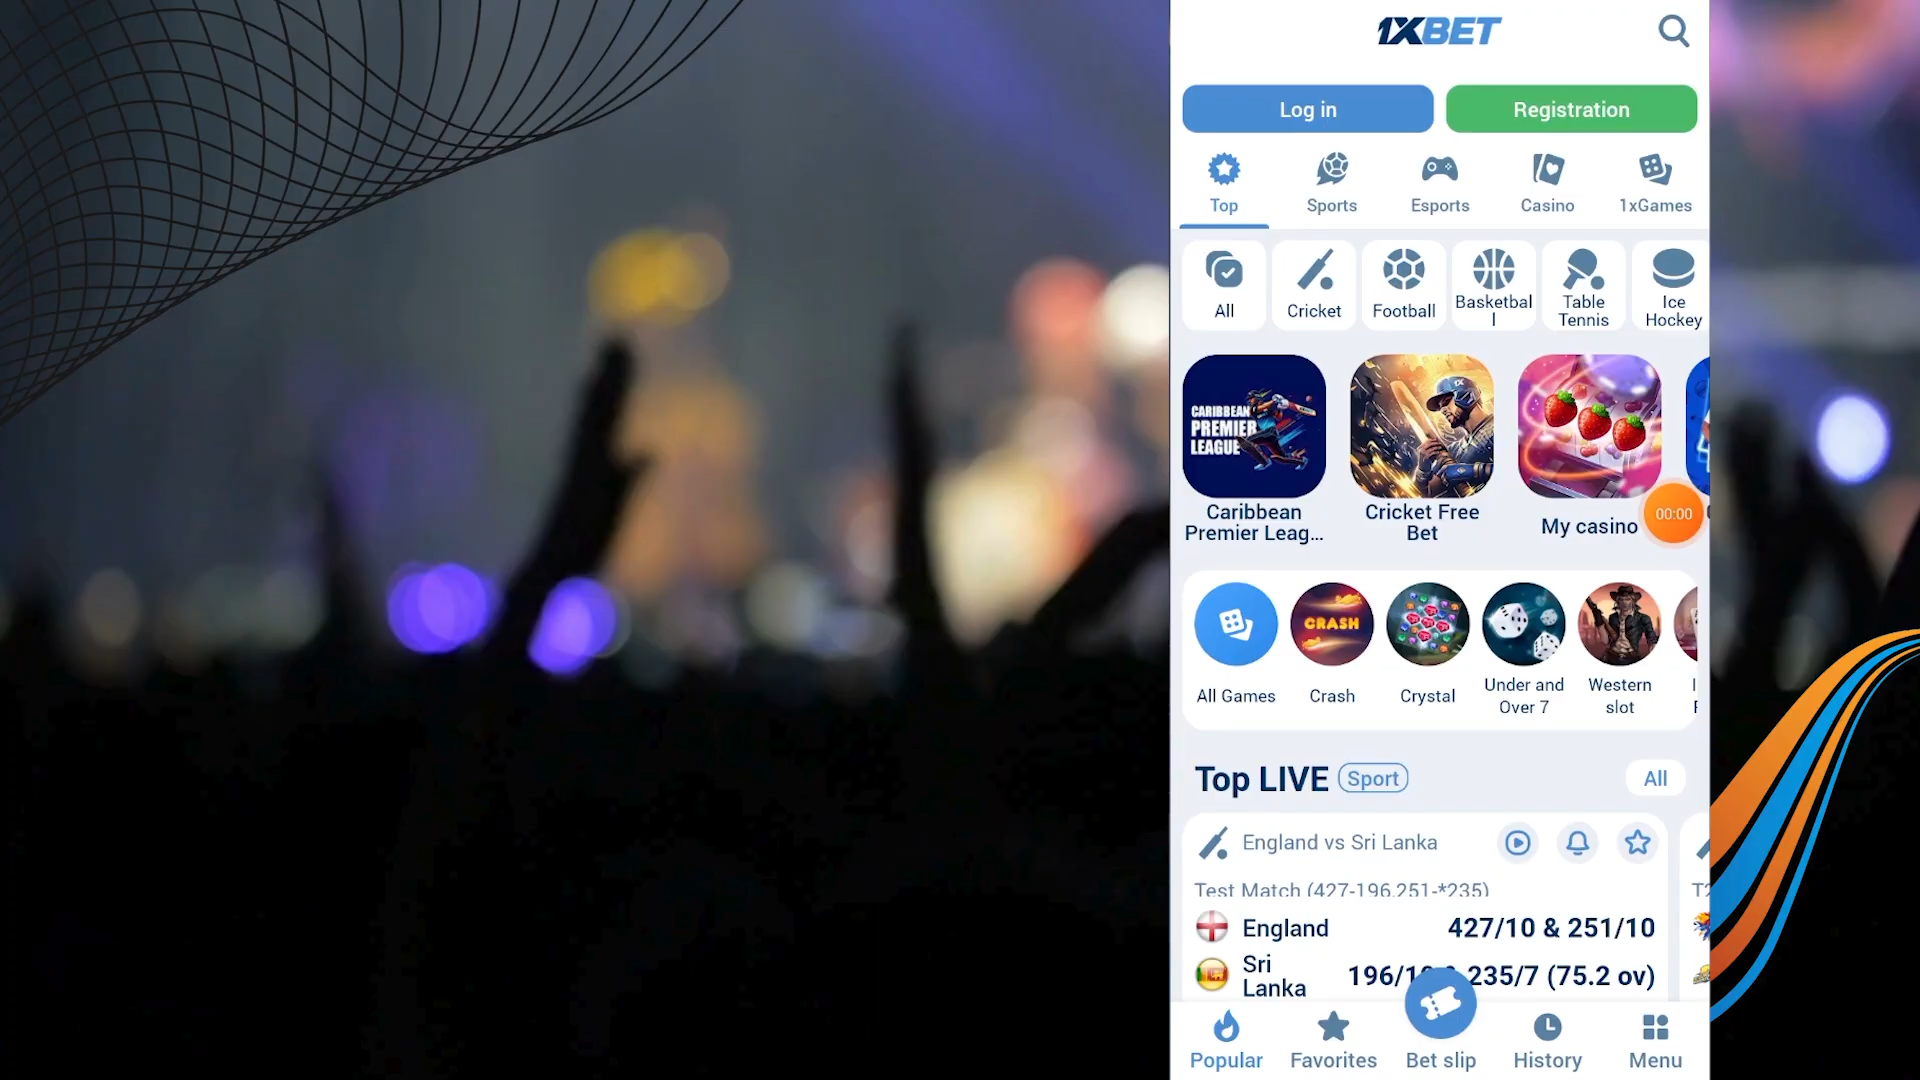 1XBET
Log in
Registration
Top
Sports
Esports
Casino
1xGames
All
Cricket
Football
Basketbal
l
Table
Tennis
Ice
Hockey
CARIBBEAN
PREMIER
LEAGUE
Caribbean
Premier Leag...
Cricket Free
Bet
My casino
00:00
CRASH
All Games
Crash
Crystal
Under and
Over 7
Western
slot
Top LIVE
Sport
All
England vs Sri Lanka
Test Match (427-196,251-*235)
England
427/10 & 251/10
Sri
Lanka
235/7 (75.2 ov)
Popular
Favorites
Bet slip
History
Menu